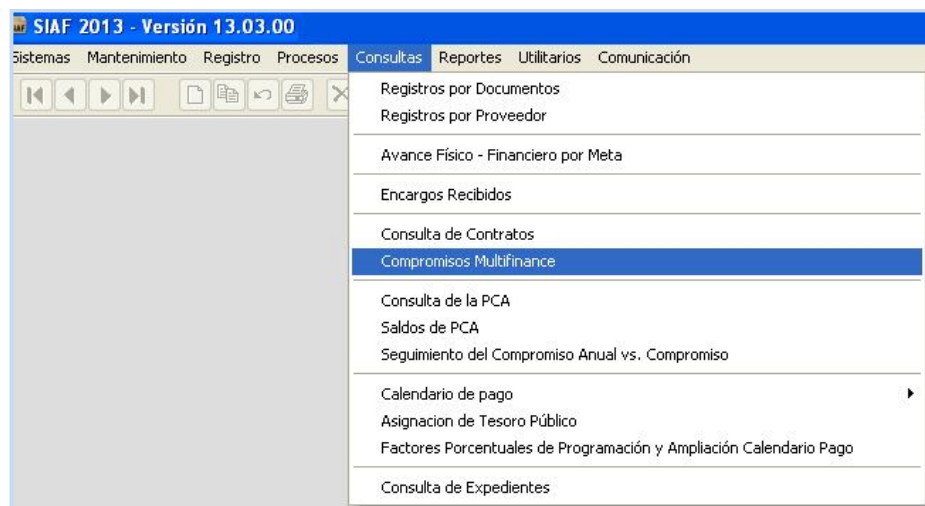 SIAF 2013 - Versión 13.03.00
Sistemas Mantenimiento Registro Procesos Consultas Reportes Utilitarios Comunicación
Registros por Documentos
Registros por Proveedor
Avance Físico - Financiero por Meta
Encargos Recibidos
Consulta de Contratos
Compromisos Multifinance
Consulta de la PCA
Saldos de PCA
Seguimiento del Compromiso Anual vs. Compromiso
Calendario de pago
Asignacion de Tesoro Público
Factores Porcentuales de Programación y Ampliación Calendario Pago
Consulta de Expedientes